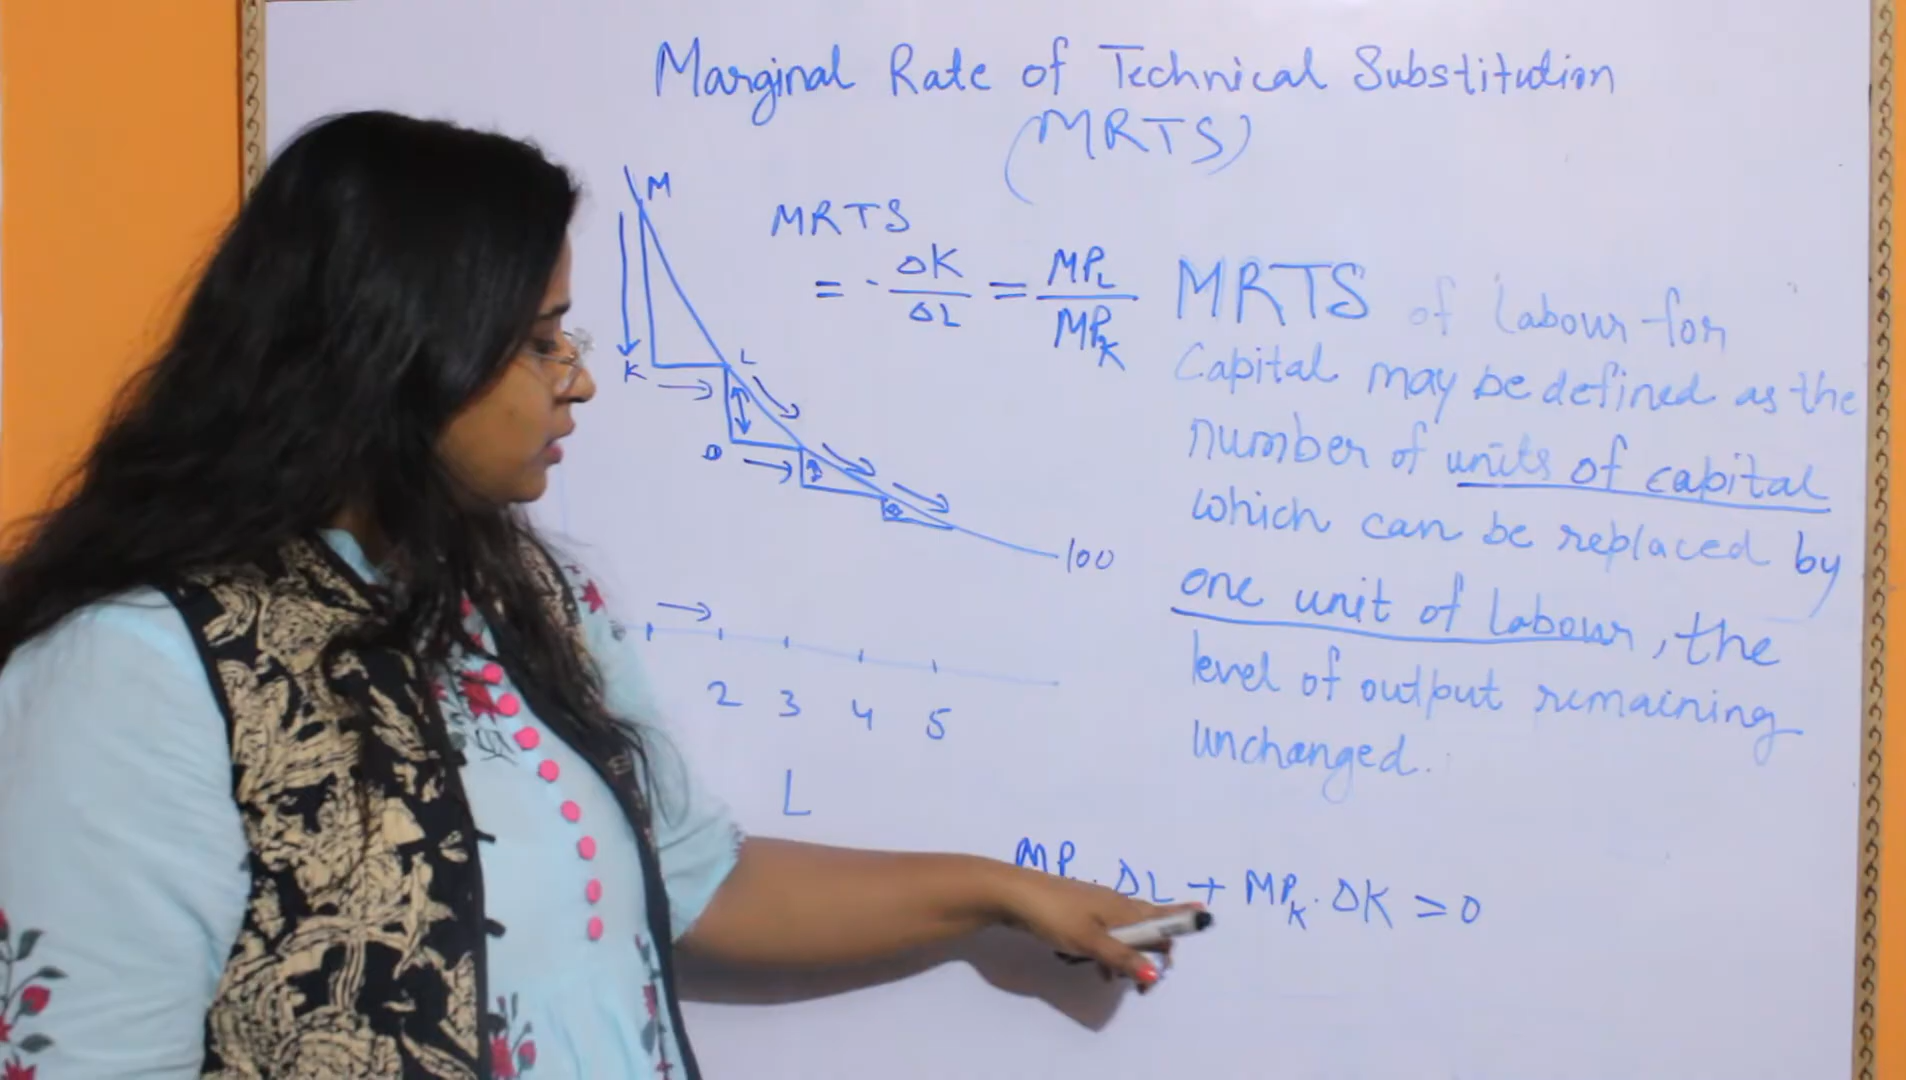 Marginal Rate of Technical Substitution
(MRTS)
M
MRTS
= - ΔK/ΔL = MPL/MPK
K
L
100
2 3 4 5
L
MRTS of Labour for
Capital may be defined as the
number of units of capital
which can be replaced by
one unit of labour, the
level of output remaining
unchanged.
MP · ΔL + MPK · ΔK = 0